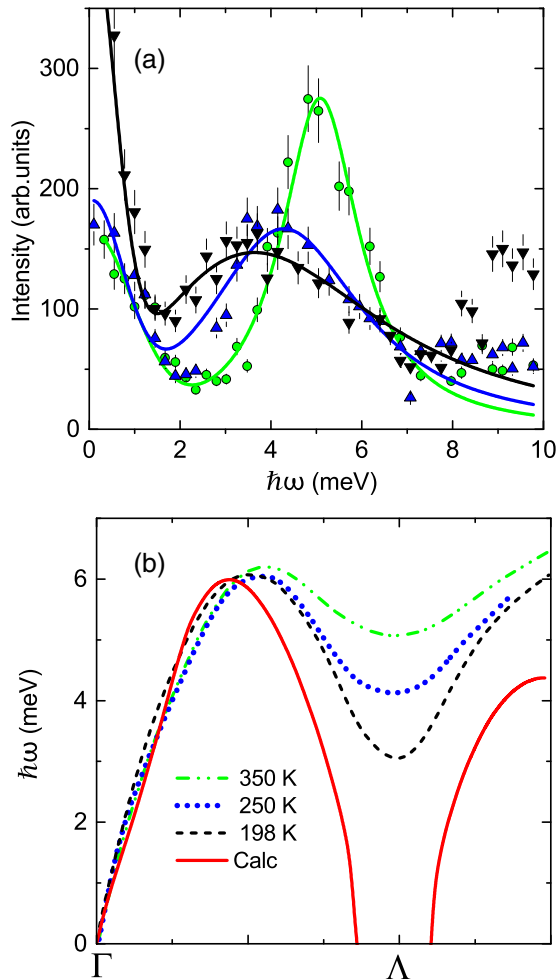 (a)
Intensity (arb.units)
300
200
100
0
0 2 4 6 8 10
ħω (meV)
(b)
ħω (meV)
6
4
2
0
350 K
250 K
198 K
Calc
Γ Λ